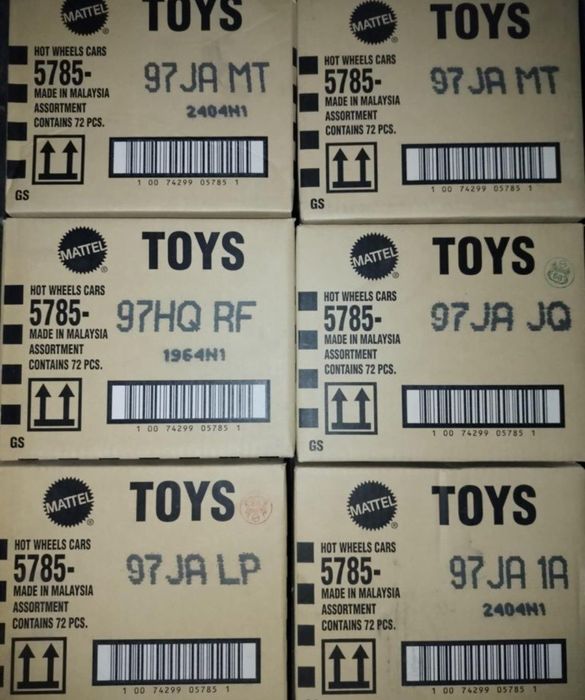 MATTEL
® TOYS
HOT WHEELS CARS
5785- 97JA MT
MADE IN MALAYSIA
ASSORTMENT 2404N1
CONTAINS 72 PCS.
1 00 74299 05785 1
GS
MATTEL
® TOYS
HOT WHEELS CARS
5785- 97JA MT
MADE IN MALAYSIA
ASSORTMENT
CONTAINS 72 PCS.
1 00 74299 05785 1
GS
MATTEL
® TOYS
HOT WHEELS CARS
5785- 97HQ RF
MADE IN MALAYSIA
ASSORTMENT 1964N1
CONTAINS 72 PCS.
1 00 74299 05785 1
GS
MATTEL
® TOYS
HOT WHEELS CARS
5785- 97JA JQ
MADE IN MALAYSIA
ASSORTMENT
CONTAINS 72 PCS.
1 00 74299 05785 1
GS
MATTEL
® TOYS
HOT WHEELS CARS
5785- 97JA LP
MADE IN MALAYSIA
ASSORTMENT
CONTAINS 72 PCS.
1 00 74299 05785 1
MATTEL
® TOYS
HOT WHEELS CARS
5785- 97JA 1A
MADE IN MALAYSIA
ASSORTMENT 2404N1
CONTAINS 72 PCS.
1 00 74299 05785 1